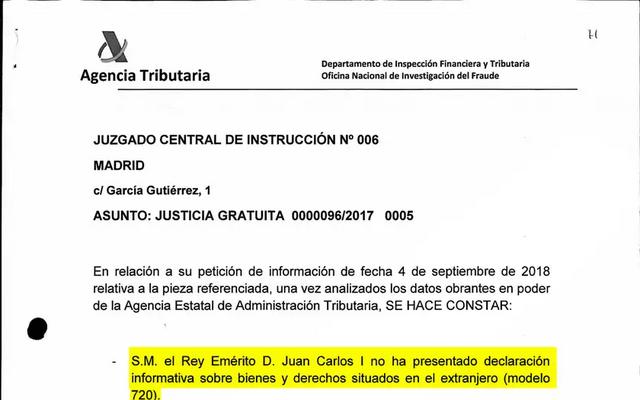 Agencia Tributaria
Departamento de Inspección Financiera y Tributaria
Oficina Nacional de Investigación del Fraude
JUZGADO CENTRAL DE INSTRUCCIÓN Nº 006
MADRID
c/ García Gutiérrez, 1
ASUNTO: JUSTICIA GRATUITA 0000096/2017 0005
En relación a su petición de información de fecha 4 de septiembre de 2018
relativa a la pieza referenciada, una vez analizados los datos obrantes en poder
de la Agencia Estatal de Administración Tributaria, SE HACE CONSTAR:
- S.M. el Rey Emérito D. Juan Carlos I no ha presentado declaración
informativa sobre bienes y derechos situados en el extranjero (modelo
720).